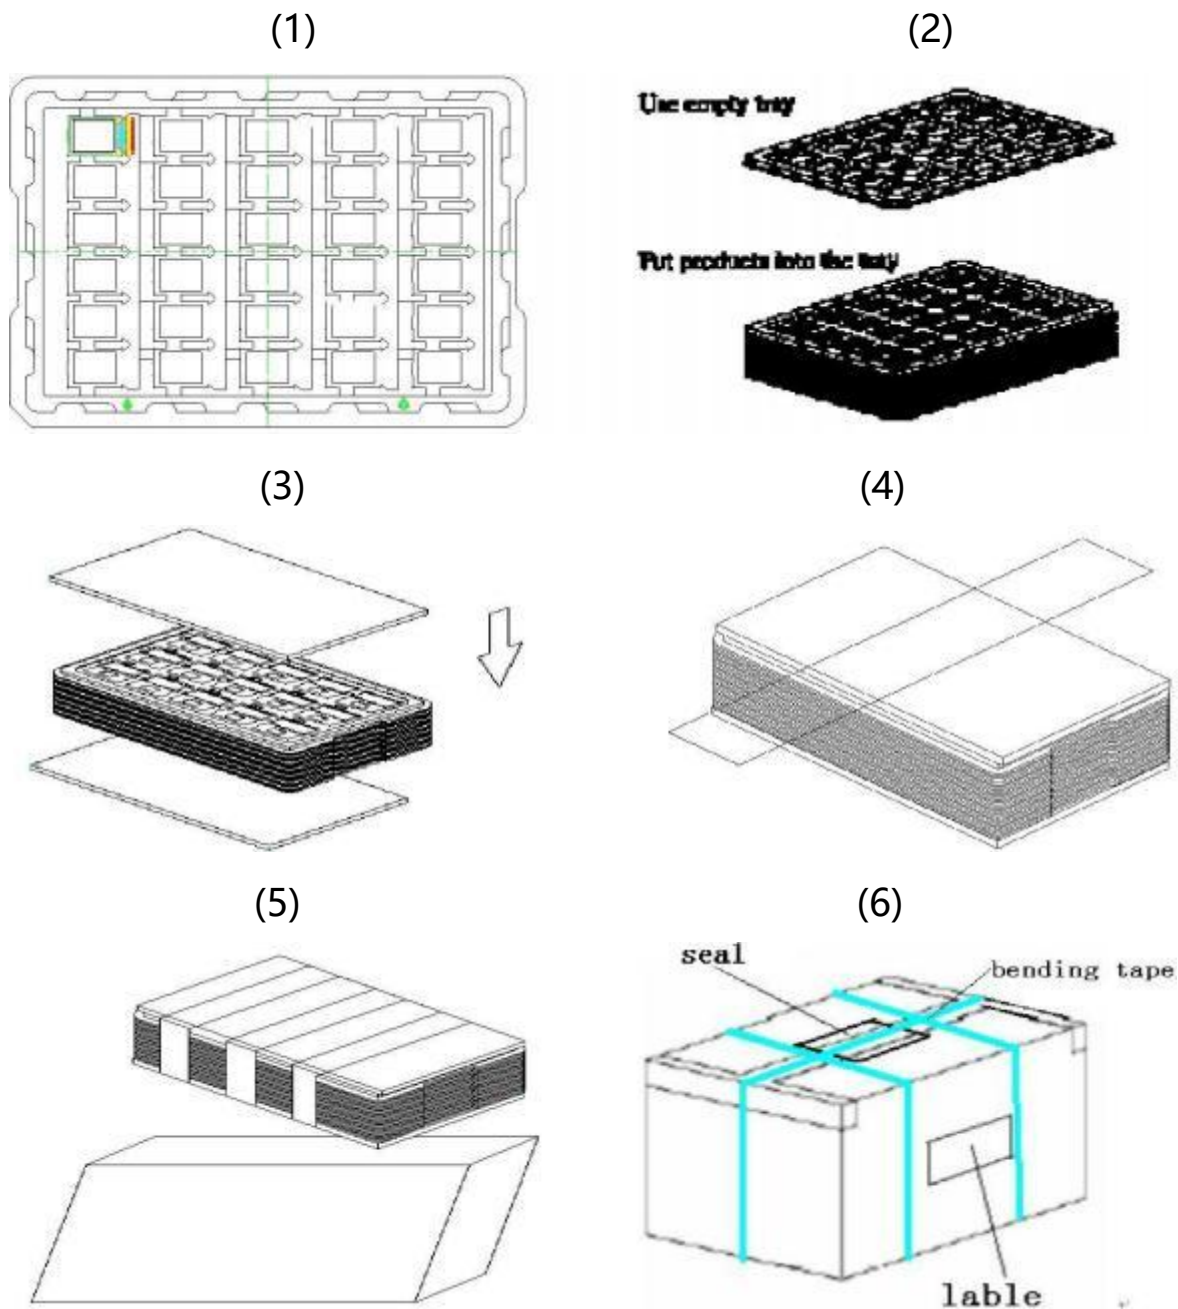 (1)
(2)
Use empty tray
Put products into the tray
(3)
(4)
(5)
(6)
seal
bending tape
lable